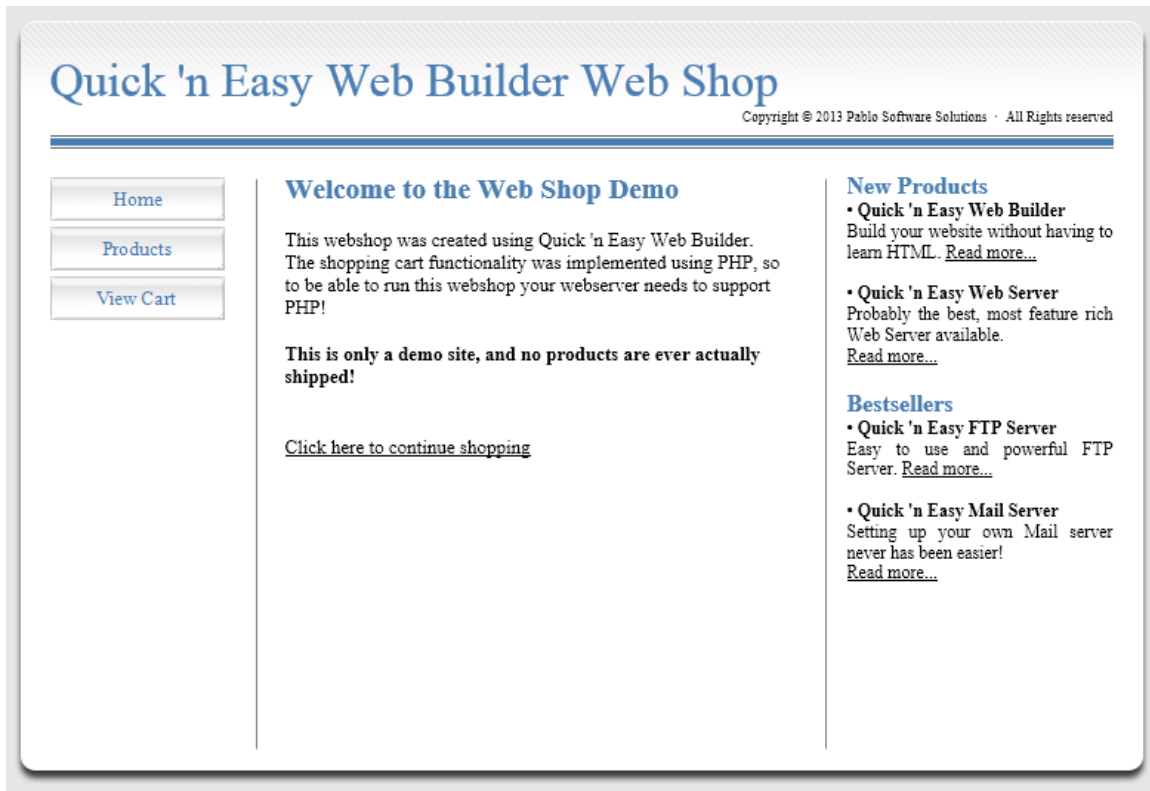 Quick 'n Easy Web Builder Web Shop
Copyright © 2013 Pablo Software Solutions · All Rights reserved
Home
Products
View Cart
Welcome to the Web Shop Demo
This webshop was created using Quick 'n Easy Web Builder.
The shopping cart functionality was implemented using PHP, so
to be able to run this webshop your webserver needs to support
PHP!
This is only a demo site, and no products are ever actually
shipped!
Click here to continue shopping
New Products
• Quick 'n Easy Web Builder
Build your website without having to
learn HTML. Read more...
• Quick 'n Easy Web Server
Probably the best, most feature rich
Web Server available.
Read more...
Bestsellers
• Quick 'n Easy FTP Server
Easy to use and powerful FTP
Server. Read more...
• Quick 'n Easy Mail Server
Setting up your own Mail server
never has been easier!
Read more...